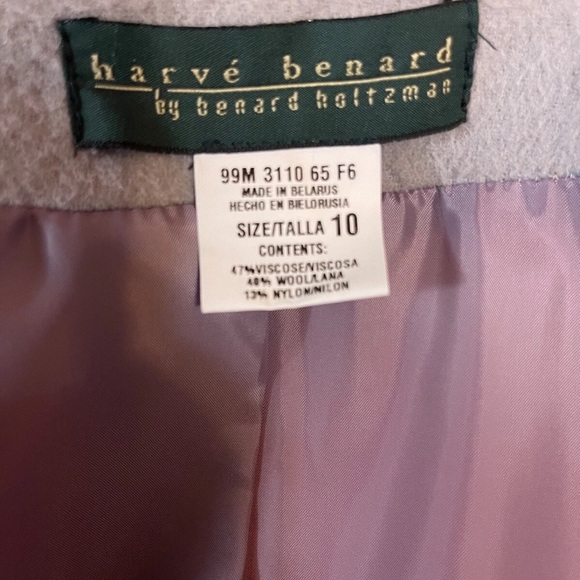 harvé benard
by benard holtzman
99M 3110 65 F6
MADE IN BELARUS
HECHO EN BIELORUSIA
SIZE/TALLA 10
CONTENTS:
47%VISCOSE/VISCOSA
40% WOOL/LANA
13% NYLON/NILON